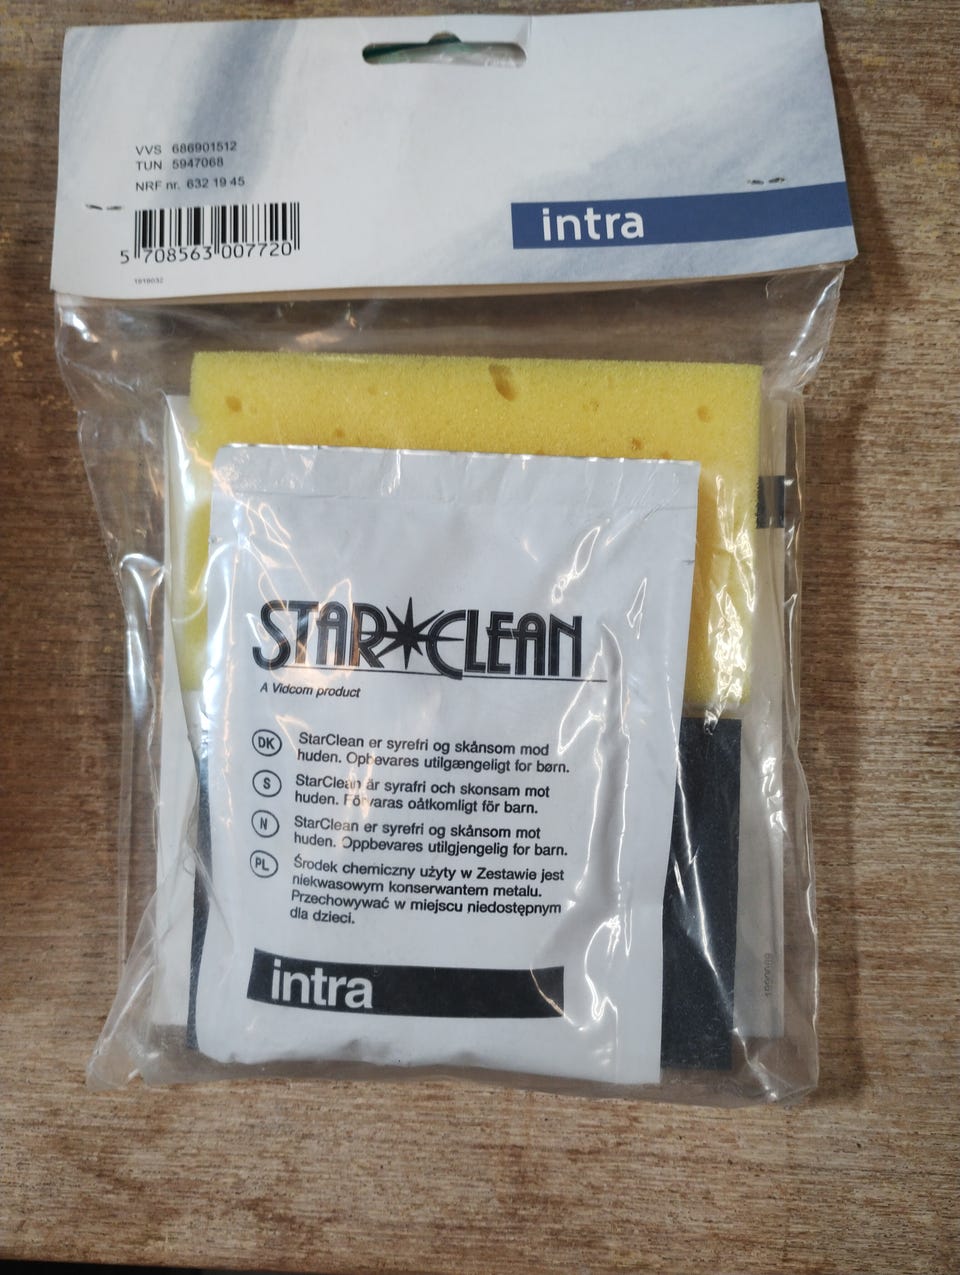 VVS 686901512
TUN 5947068
NRF nr. 632 19 45
5 708563 007720
1818032
intra
STAR CLEAN
A Vidcom product
DK StarClean er syrefri og skånsom mod
huden. Opbevares utilgængeligt for børn.
S StarClean är syrafri och skonsam mot
huden. Förvaras oåtkomligt för barn.
N StarClean er syrefri og skånsom mot
huden. Oppbevares utilgjengelig for barn.
PL Środek chemiczny użyty w Zestawie jest
niekwasowym konserwantem metalu.
Przechowywać w miejscu niedostępnym
dla dzieci.
intra